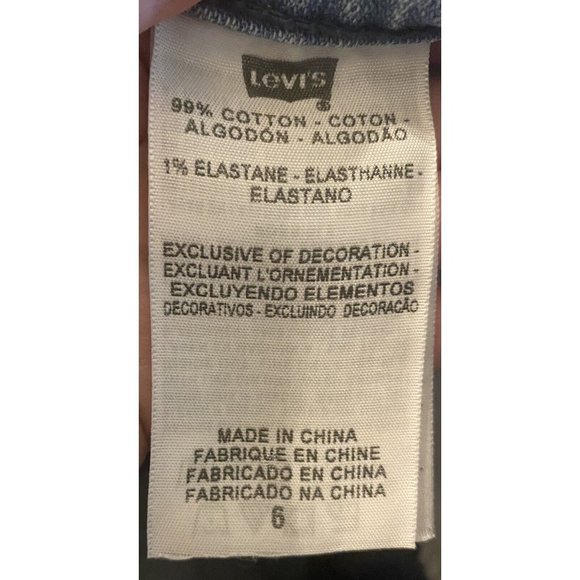 LEVI'S
®
99% COTTON - COTON -
ALGODÓN - ALGODÃO
1% ELASTANE - ELASTHANNE -
ELASTANO
EXCLUSIVE OF DECORATION -
EXCLUANT L'ORNEMENTATION -
EXCLUYENDO ELEMENTOS
DECORATIVOS - EXCLUINDO DECORAÇÃO
MADE IN CHINA
FABRIQUE EN CHINE
FABRICADO EN CHINA
FABRICADO NA CHINA
6